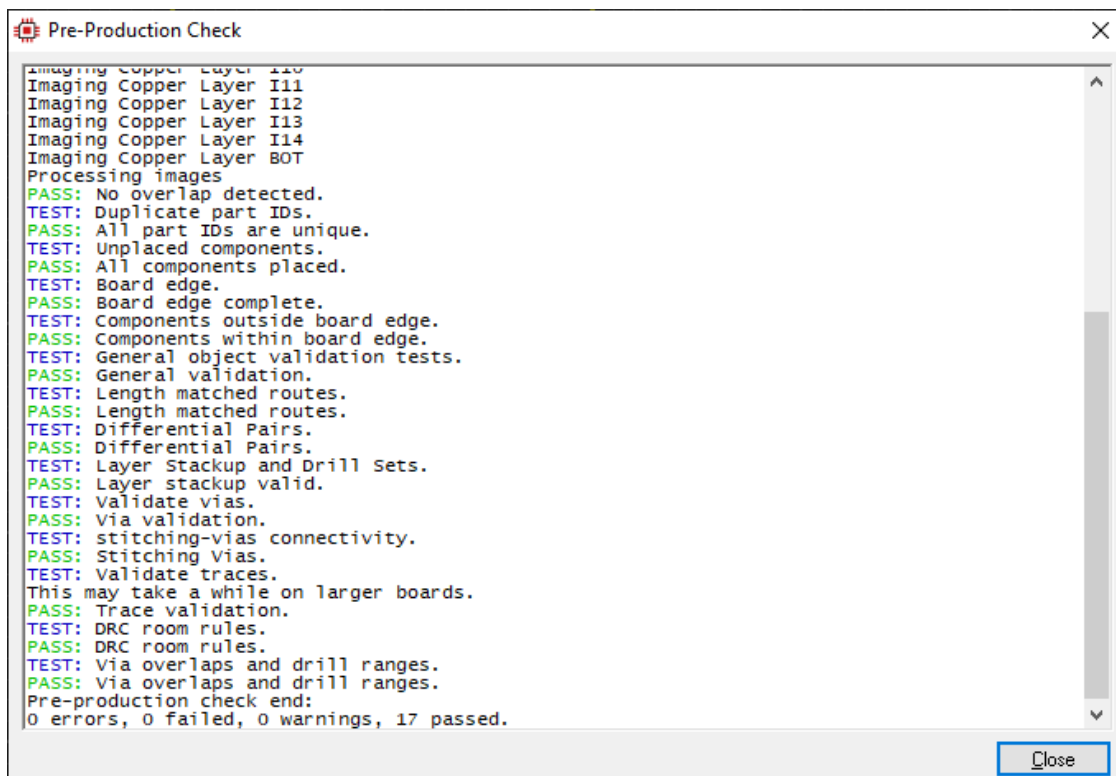 Pre-Production Check
Imaging Copper Layer I10
Imaging Copper Layer I11
Imaging Copper Layer I12
Imaging Copper Layer I13
Imaging Copper Layer I14
Imaging Copper Layer BOT
Processing images
PASS: No overlap detected.
TEST: Duplicate part IDs.
PASS: All part IDs are unique.
TEST: Unplaced components.
PASS: All components placed.
TEST: Board edge.
PASS: Board edge complete.
TEST: Components outside board edge.
PASS: Components within board edge.
TEST: General object validation tests.
PASS: General validation.
TEST: Length matched routes.
PASS: Length matched routes.
TEST: Differential Pairs.
PASS: Differential Pairs.
TEST: Layer Stackup and Drill Sets.
PASS: Layer stackup valid.
TEST: Validate vias.
PASS: Via validation.
TEST: stitching-vias connectivity.
PASS: Stitching Vias.
TEST: Validate traces.
This may take a while on larger boards.
PASS: Trace validation.
TEST: DRC room rules.
PASS: DRC room rules.
TEST: Via overlaps and drill ranges.
PASS: Via overlaps and drill ranges.
Pre-production check end:
0 errors, 0 failed, 0 warnings, 17 passed.
Close